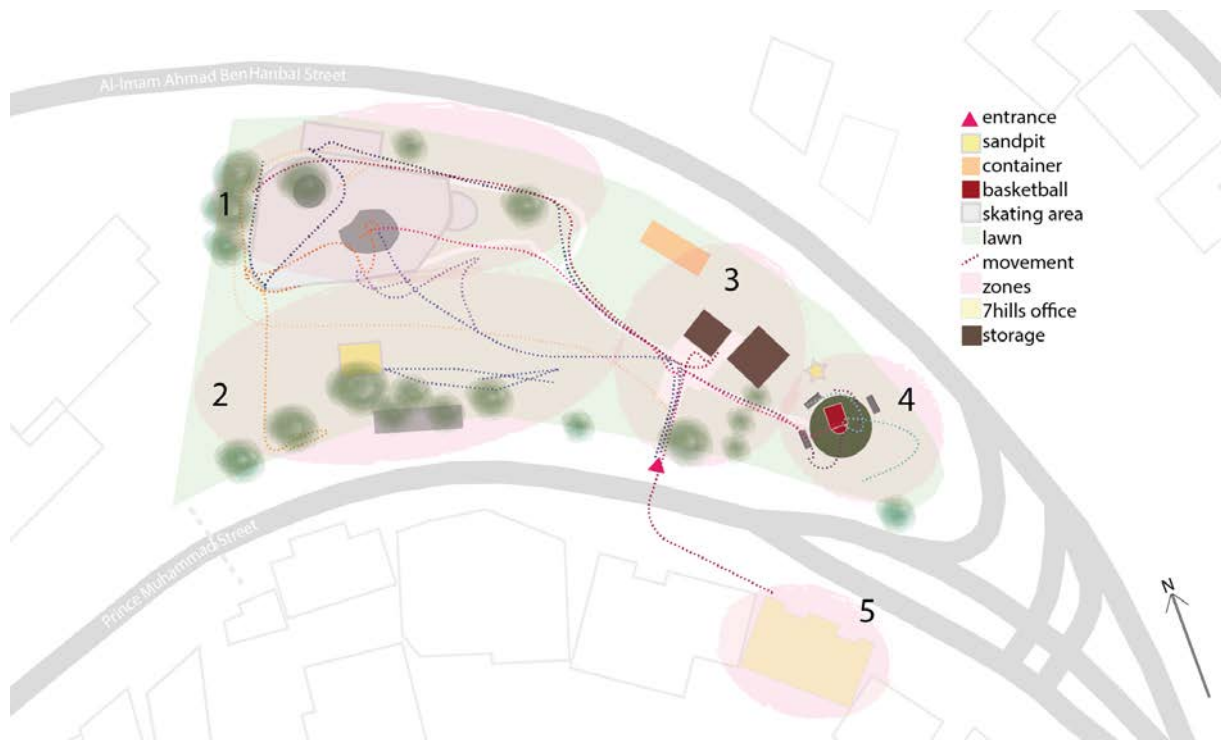 Al-Imam Ahmad Ben Hanbal Street
entrance
sandpit
container
basketball
skating area
lawn
movement
zones
7hills office
storage
1
2
3
4
5
Prince Muhammad Street
N